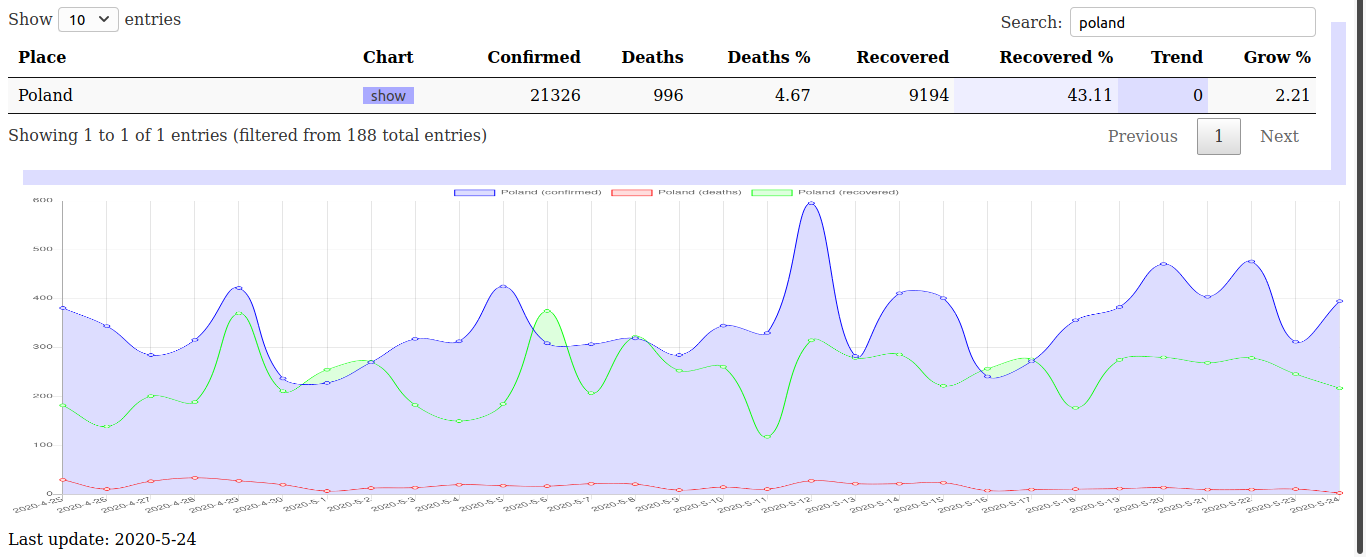 Show 10 entries Search: poland
Place Chart Confirmed Deaths Deaths % Recovered Recovered % Trend Grow %
Poland show 21326 996 4.67 9194 43.11 0 2.21
Showing 1 to 1 of 1 entries (filtered from 188 total entries) Previous 1 Next
Poland (confirmed) Poland (deaths) Poland (recovered)
600
500
400
300
200
100
0
2020-4-25 2020-4-26 2020-4-27 2020-4-28 2020-4-29 2020-4-30 2020-5-1 2020-5-2 2020-5-3 2020-5-4 2020-5-5 2020-5-6 2020-5-7 2020-5-8 2020-5-9 2020-5-10 2020-5-11 2020-5-12 2020-5-13 2020-5-14 2020-5-15 2020-5-16 2020-5-17 2020-5-18 2020-5-19 2020-5-20 2020-5-21 2020-5-22 2020-5-23 2020-5-24
Last update: 2020-5-24